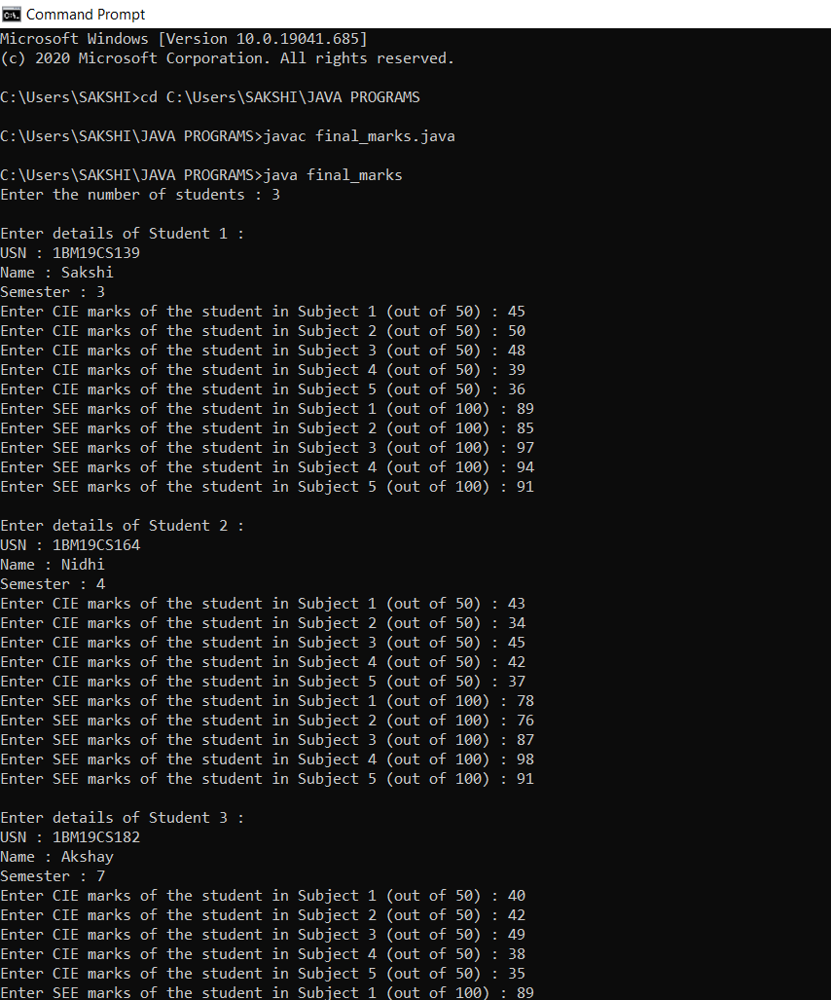 Command Prompt
Microsoft Windows [Version 10.0.19041.685]
(c) 2020 Microsoft Corporation. All rights reserved.
C:\Users\SAKSHI>cd C:\Users\SAKSHI\JAVA PROGRAMS
C:\Users\SAKSHI\JAVA PROGRAMS>javac final_marks.java
C:\Users\SAKSHI\JAVA PROGRAMS>java final_marks
Enter the number of students : 3
Enter details of Student 1 :
USN : 1BM19CS139
Name : Sakshi
Semester : 3
Enter CIE marks of the student in Subject 1 (out of 50) : 45
Enter CIE marks of the student in Subject 2 (out of 50) : 50
Enter CIE marks of the student in Subject 3 (out of 50) : 48
Enter CIE marks of the student in Subject 4 (out of 50) : 39
Enter CIE marks of the student in Subject 5 (out of 50) : 36
Enter SEE marks of the student in Subject 1 (out of 100) : 89
Enter SEE marks of the student in Subject 2 (out of 100) : 85
Enter SEE marks of the student in Subject 3 (out of 100) : 97
Enter SEE marks of the student in Subject 4 (out of 100) : 94
Enter SEE marks of the student in Subject 5 (out of 100) : 91
Enter details of Student 2 :
USN : 1BM19CS164
Name : Nidhi
Semester : 4
Enter CIE marks of the student in Subject 1 (out of 50) : 43
Enter CIE marks of the student in Subject 2 (out of 50) : 34
Enter CIE marks of the student in Subject 3 (out of 50) : 45
Enter CIE marks of the student in Subject 4 (out of 50) : 42
Enter CIE marks of the student in Subject 5 (out of 50) : 37
Enter SEE marks of the student in Subject 1 (out of 100) : 78
Enter SEE marks of the student in Subject 2 (out of 100) : 76
Enter SEE marks of the student in Subject 3 (out of 100) : 87
Enter SEE marks of the student in Subject 4 (out of 100) : 98
Enter SEE marks of the student in Subject 5 (out of 100) : 91
Enter details of Student 3 :
USN : 1BM19CS182
Name : Akshay
Semester : 7
Enter CIE marks of the student in Subject 1 (out of 50) : 40
Enter CIE marks of the student in Subject 2 (out of 50) : 42
Enter CIE marks of the student in Subject 3 (out of 50) : 49
Enter CIE marks of the student in Subject 4 (out of 50) : 38
Enter CIE marks of the student in Subject 5 (out of 50) : 35
Enter SEE marks of the student in Subject 1 (out of 100) : 89